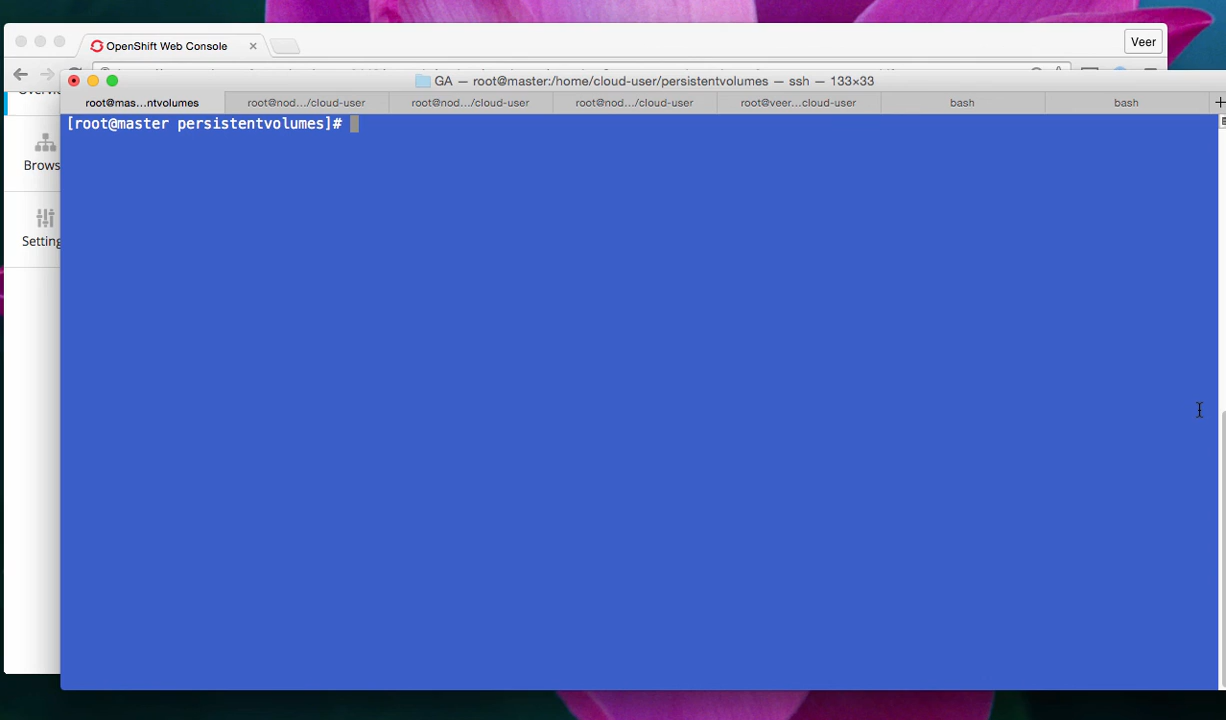 OpenShift Web Console
Veer
GA — root@master:/home/cloud-user/persistentvolumes — ssh — 133×33
root@mas...ntvolumes
root@nod.../cloud-user
root@nod.../cloud-user
root@nod.../cloud-user
root@veer...cloud-user
bash
bash
[root@master persistentvolumes]#
Brows
Setting